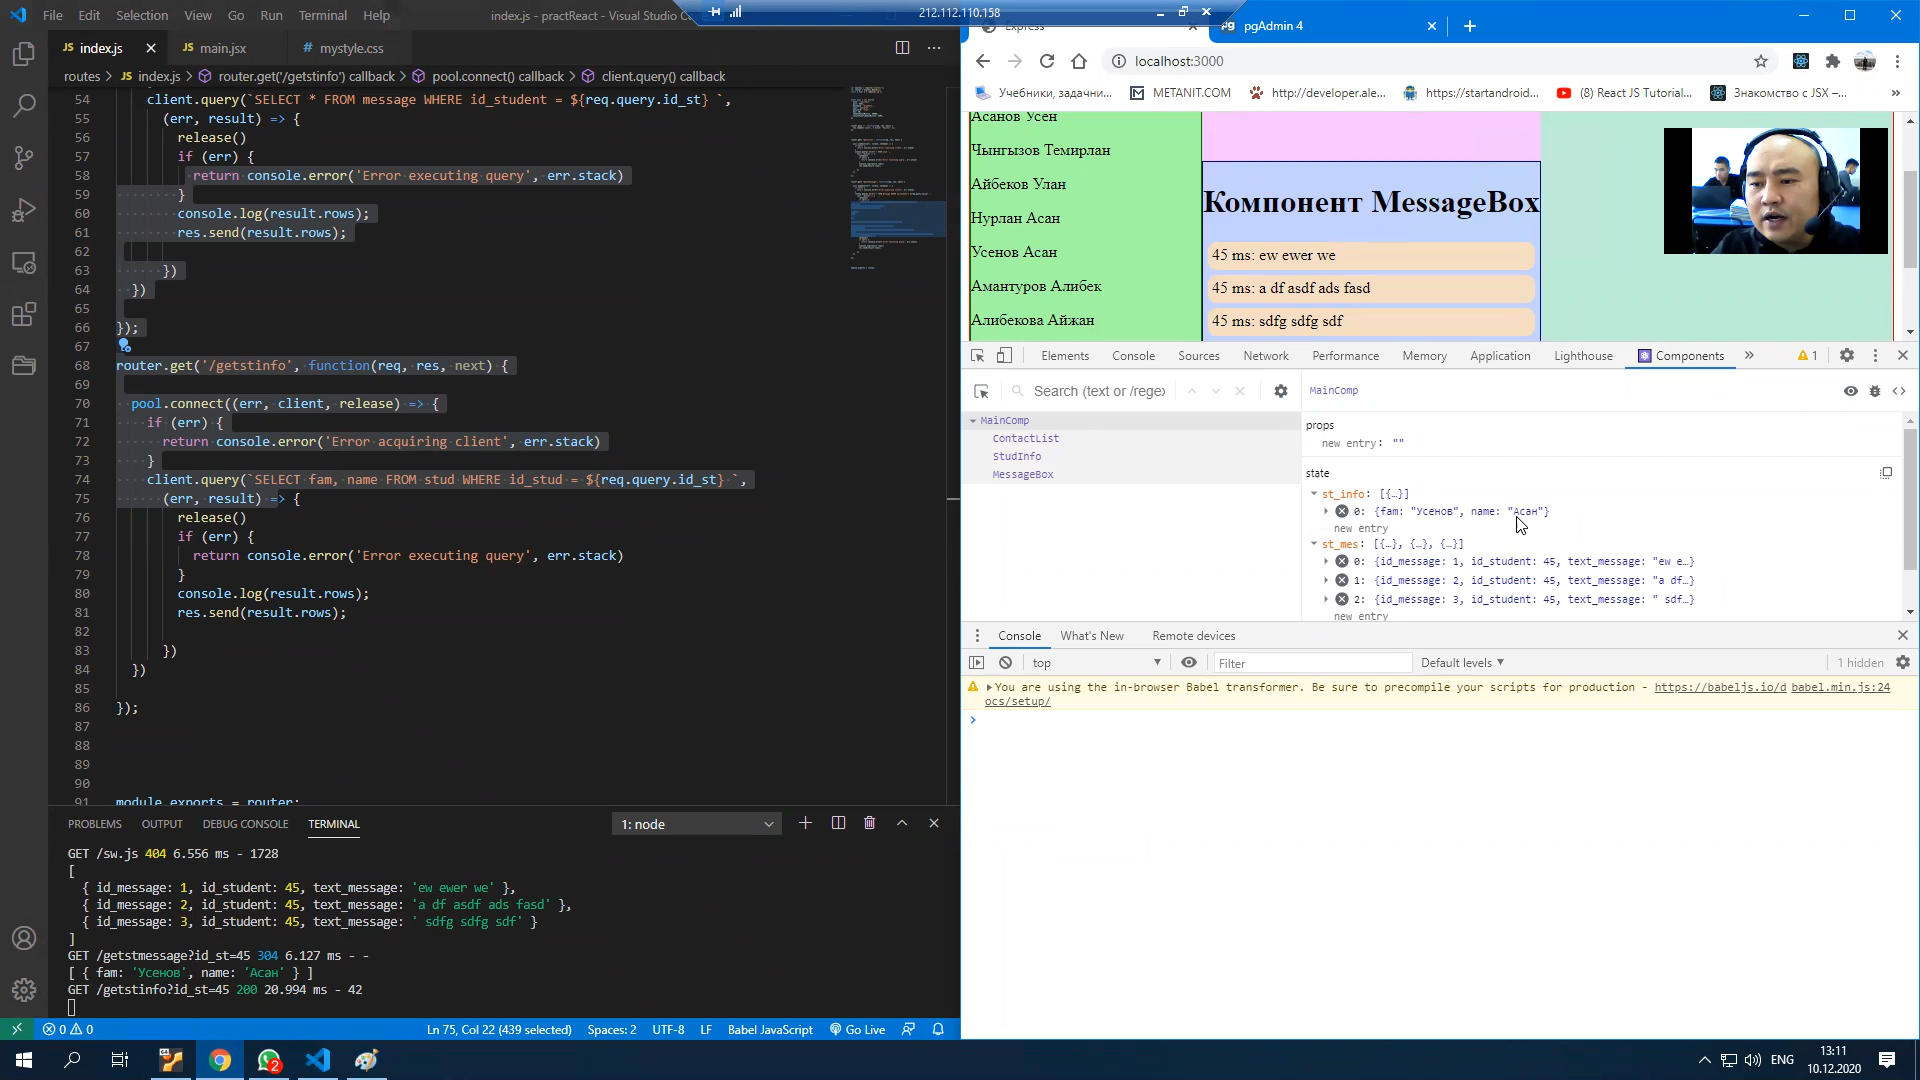 File Edit Selection View Go Run Terminal Help
index.js - practReact - Visual Studio Co
212.112.110.158
JS index.js
JS main.jsx
# mystyle.css
routes > JS index.js > router.get('/getstinfo') callback > pool.connect() callback > client.query() callback
54 client.query(`SELECT * FROM message WHERE id_student = ${req.query.id_st} `,
55 (err, result) => {
56 release()
57 if (err) {
58 return console.error('Error executing query', err.stack)
59 }
60 console.log(result.rows);
61 res.send(result.rows);
62
63 })
64 })
65
66 });
67
68 router.get('/getstinfo', function(req, res, next) {
69
70 pool.connect((err, client, release) => {
71 if (err) {
72 return console.error('Error acquiring client', err.stack)
73 }
74 client.query(`SELECT fam, name FROM stud WHERE id_stud = ${req.query.id_st} `,
75 (err, result) => {
76 release()
77 if (err) {
78 return console.error('Error executing query', err.stack)
79 }
80 console.log(result.rows);
81 res.send(result.rows);
82
83 })
84 })
85
86 });
87
88
89
90
91 module.exports = router;
PROBLEMS OUTPUT DEBUG CONSOLE TERMINAL
1: node
GET /sw.js 404 6.556 ms - 1728
[
{ id_message: 1, id_student: 45, text_message: 'ew ewer we' },
{ id_message: 2, id_student: 45, text_message: 'a df asdf ads fasd' },
{ id_message: 3, id_student: 45, text_message: ' sdfg sdfg sdf' }
]
GET /getstmessage?id_st=45 304 6.127 ms - -
[ { fam: 'Усенов', name: 'Асан' } ]
GET /getstinfo?id_st=45 200 20.994 ms - 42
0 0
Ln 75, Col 22 (439 selected) Spaces: 2 UTF-8 LF Babel JavaScript Go Live
Express
pgAdmin 4
localhost:3000
Учебники, задачни...
METANIT.COM
http://developer.ale...
https://startandroid...
(8) React JS Tutorial...
Знакомство с JSX –...
Асанов Усен
Чынгызов Темирлан
Айбеков Улан
Нурлан Асан
Усенов Асан
Амантуров Алибек
Алибекова Айжан
Компонент MessageBox
45 ms: ew ewer we
45 ms: a df asdf ads fasd
45 ms: sdfg sdfg sdf
Elements Console Sources Network Performance Memory Application Lighthouse Components 1
Search (text or /regex
MainComp
MainComp
ContactList
StudInfo
MessageBox
props
new entry: ""
state
st_info: [{…}]
0: {fam: "Усенов", name: "Асан"}
new entry
st_mes: [{…}, {…}, {…}]
0: {id_message: 1, id_student: 45, text_message: "ew e…}
1: {id_message: 2, id_student: 45, text_message: "a df…}
2: {id_message: 3, id_student: 45, text_message: " sdf…}
new entry
Console What's New Remote devices
top
Filter
Default levels
1 hidden
You are using the in-browser Babel transformer. Be sure to precompile your scripts for production - https://babeljs.io/d babel.min.js:24
ocs/setup/
2
ENG
13:11
10.12.2020